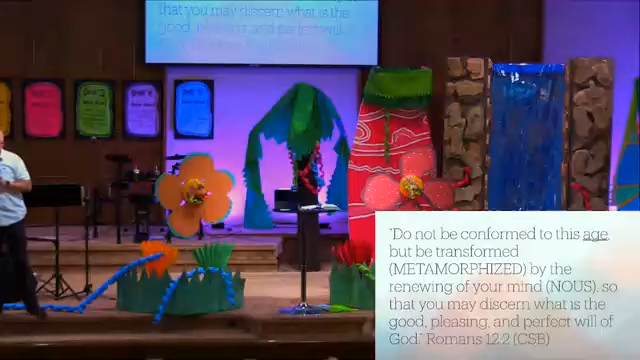 that you may discern what is the
"Do not be conformed to this age,
but be transformed
(METAMORPHIZED) by the
renewing of your mind (NOUS), so
that you may discern what is the
good, pleasing, and perfect will of
God." Romans 12:2 (CSB)